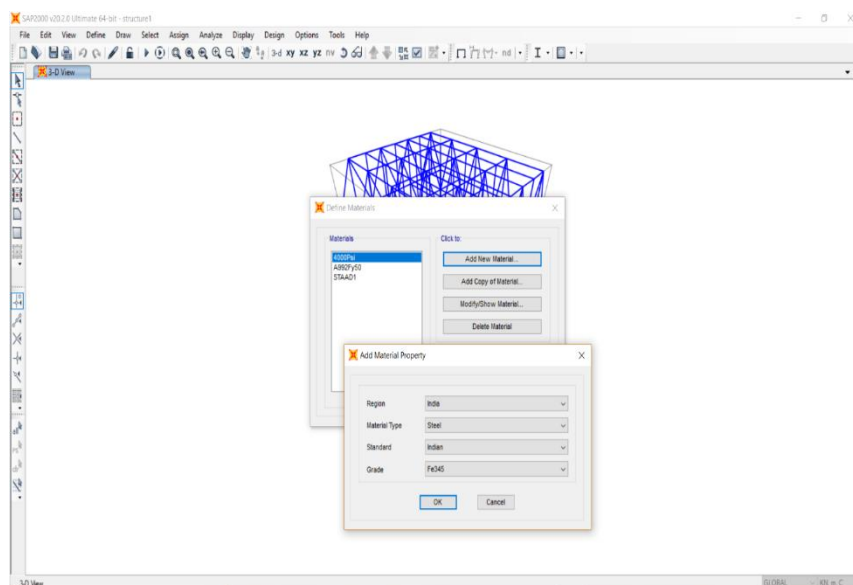 SAP2000 v20.2.0 Ultimate 64-bit - structure1
File Edit View Define Draw Select Assign Analyze Display Design Options Tools Help
3-d xy xz yz nv nd
3-D View
Define Materials
Materials
Click to:
4000Psi
A992Fy50
STAAD1
Add New Material...
Add Copy of Material...
Modify/Show Material...
Delete Material
Add Material Property
Region India
Material Type Steel
Standard Indian
Grade Fe345
OK Cancel
3-D View GLOBAL KN, m, C